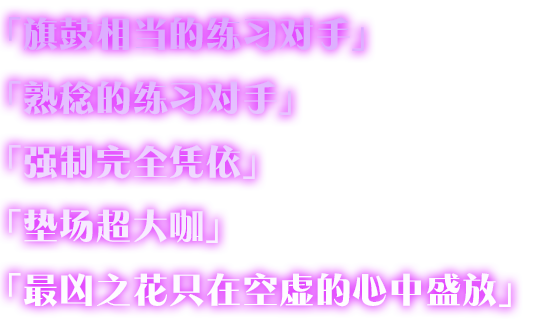 「旗鼓相当的练习对手」
「熟稔的练习对手」
「强制完全凭依」
「垫场超大咖」
「最凶之花只在空虚的心中盛放」